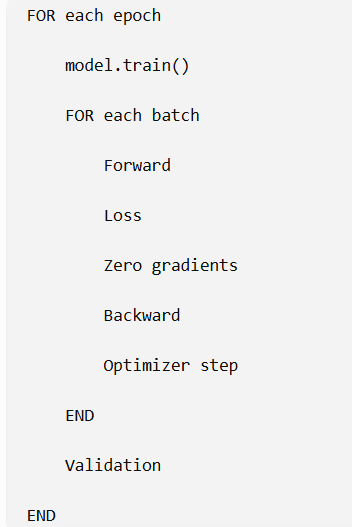 FOR each epoch
model.train()
FOR each batch
Forward
Loss
Zero gradients
Backward
Optimizer step
END
Validation
END